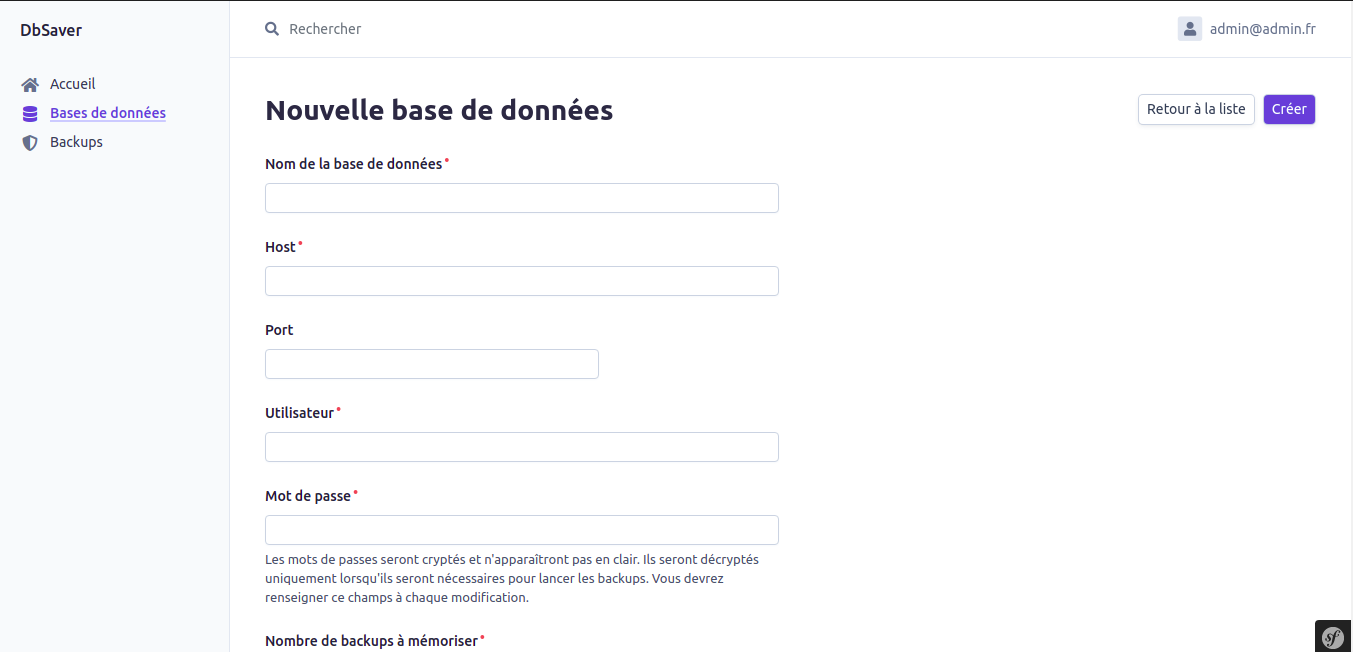 DbSaver
Rechercher
admin@admin.fr
Accueil
Bases de données
Backups
Nouvelle base de données
Retour à la liste
Créer
Nom de la base de données
Host
Port
Utilisateur
Mot de passe
Les mots de passes seront cryptés et n'apparaîtront pas en clair. Ils seront décryptés
uniquement lorsqu'ils seront nécessaires pour lancer les backups. Vous devrez
renseigner ce champs à chaque modification.
Nombre de backups à mémoriser
sf